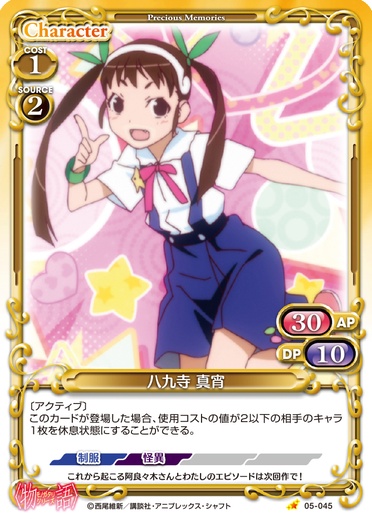 Precious Memories
Character
COST
1
SOURCE
2
30 AP
DP 10
八九寺 真宵
〔アクティブ〕
このカードが登場した場合、使用コストの値が2以下の相手のキャラ
1枚を休息状態にすることができる。
制服 怪異
これから起こる阿良々木さんとわたしのエピソードは次回作で！
物語
©西尾維新／講談社・アニプレックス・シャフト
05-045